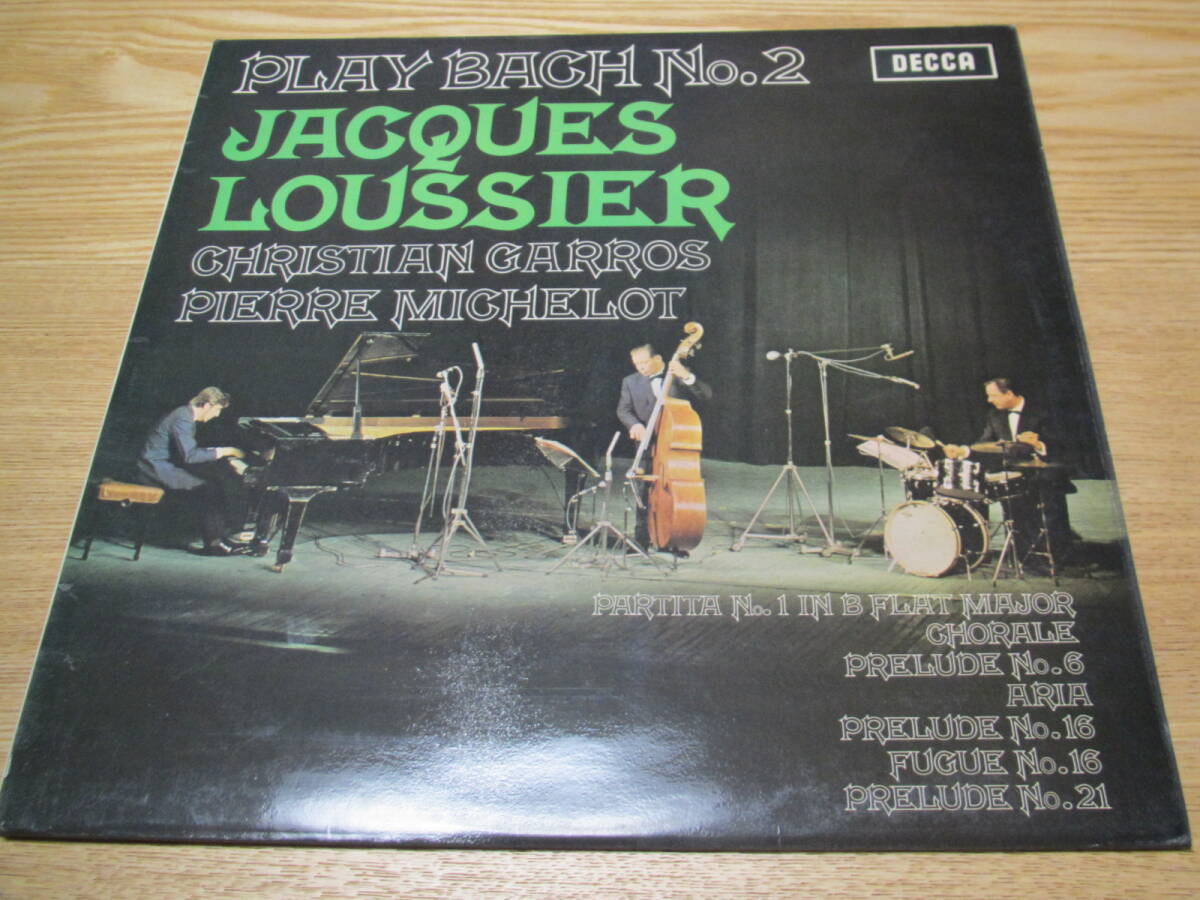 PLAY BACH No.2
DECCA
JACQUES
LOUSSIER
CHRISTIAN GARROS
PIERRE MICHELOT
PARTITA No. 1 IN B FLAT MAJOR
CHORALE
PRELUDE No.6
ARIA
PRELUDE No.16
FUGUE No.16
PRELUDE No.21